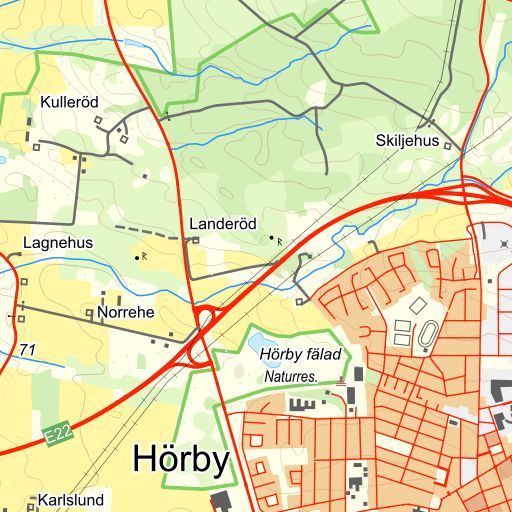 Kulleröd
Skiljehus
Landeröd
R
Lagnehus
R
Norrehe
71
Hörby fälad
Naturres.
E22
Hörby
Karlslund